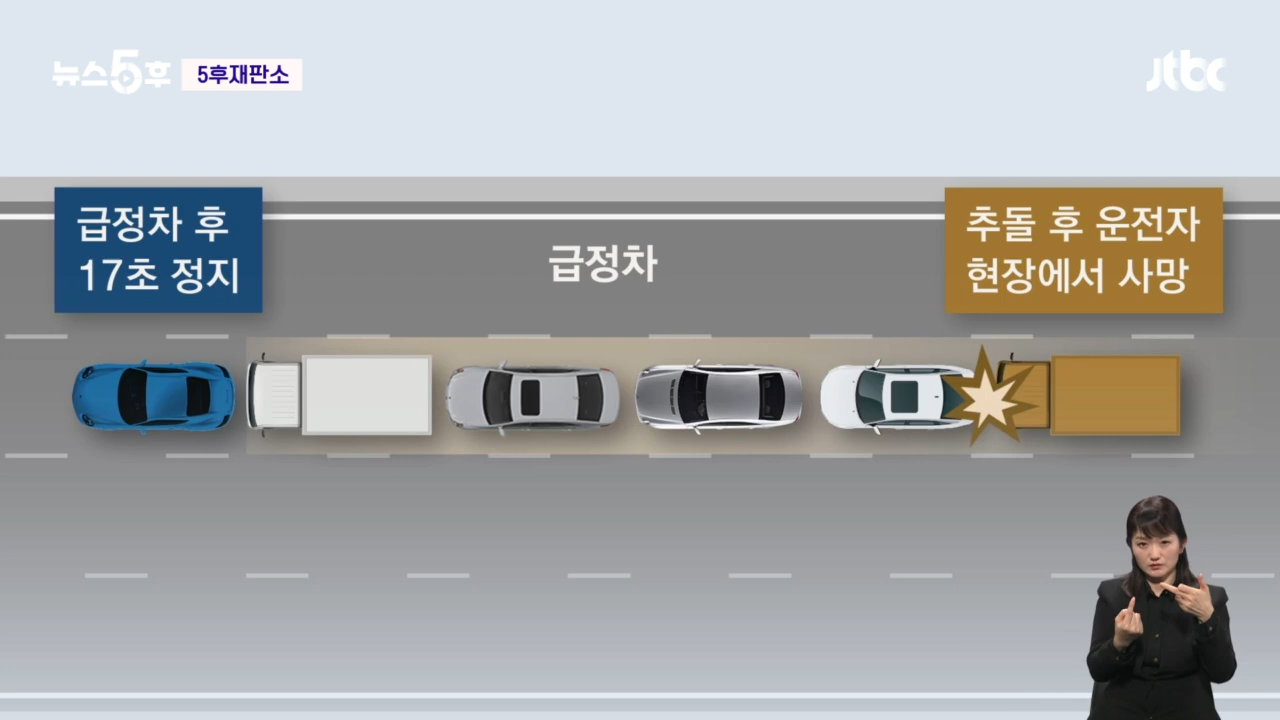 뉴스5후
5후재판소
jtbc
급정차 후
17초 정지
급정차
추돌 후 운전자
현장에서 사망